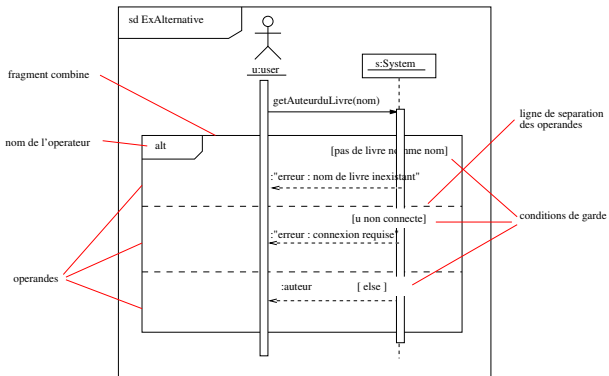 sd ExAlternative
u:user
s:System
fragment combine
getAuteurduLivre(nom)
ligne de separation
des operandes
nom de l'operateur
alt
[pas de livre nomme nom]
:"erreur : nom de livre inexistant"
[u non connecte]
conditions de garde
:"erreur : connexion requise"
operandes
:auteur
[ else ]